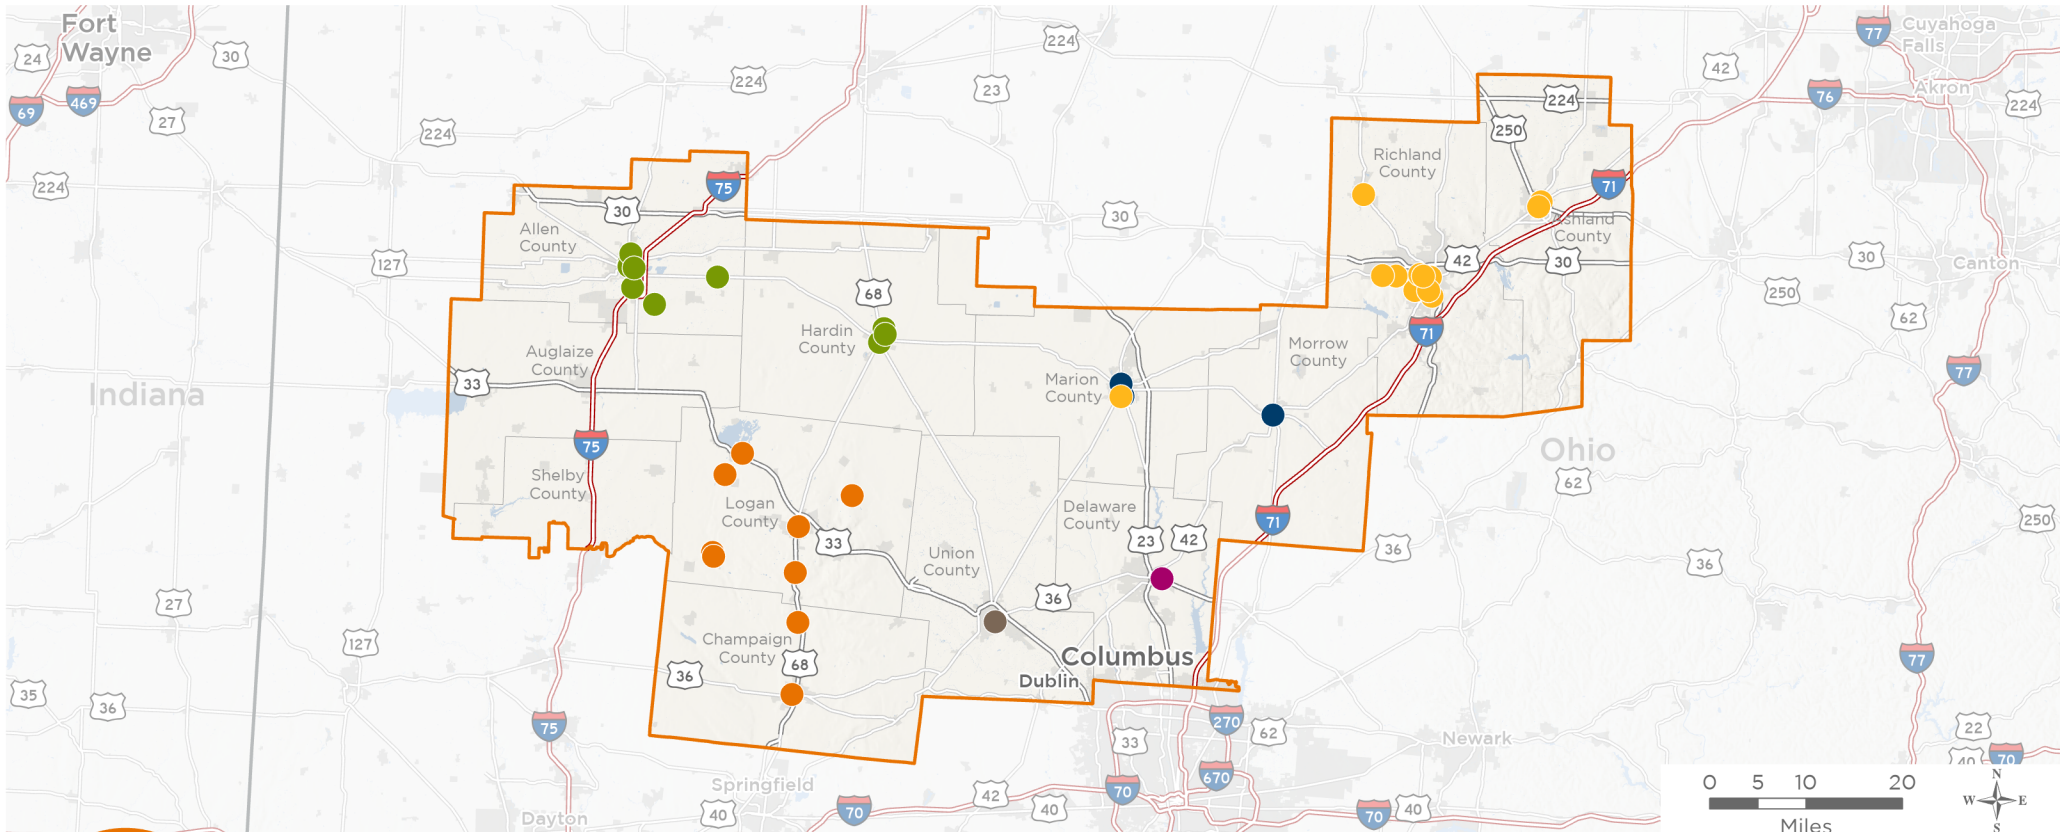 Fort
Wayne
24
30
69
469
27
224
224
224
23
224
42
77
Cuyahoga
Falls
76
Akron
224
224
250
Richland
County
71
75
30
Allen
County
127
30
Ashland
County
42
30
30
Canton
250
62
68
Hardin
County
71
Morrow
County
Auglaize
County
33
Indiana
Marion
County
77
75
Ohio
62
Shelby
County
Logan
County
Delaware
County
71
250
33
23
42
36
36
Union
County
27
36
127
Champaign
County
68
36
Columbus
Dublin
77
35
36
75
270
62
33
Newark
22
40
70
Springfield
670
70
42
40
70
40
70
40
Dayton
0 5 10 20
Miles
N
W E
S